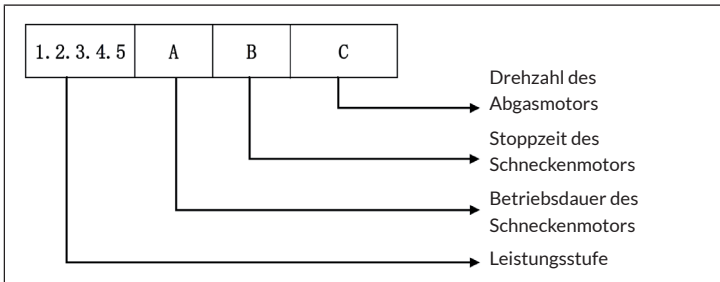 1.2.3.4.5 A B C
Drehzahl des
Abgasmotors
Stoppzeit des
Schneckenmotors
Betriebsdauer des
Schneckenmotors
Leistungsstufe